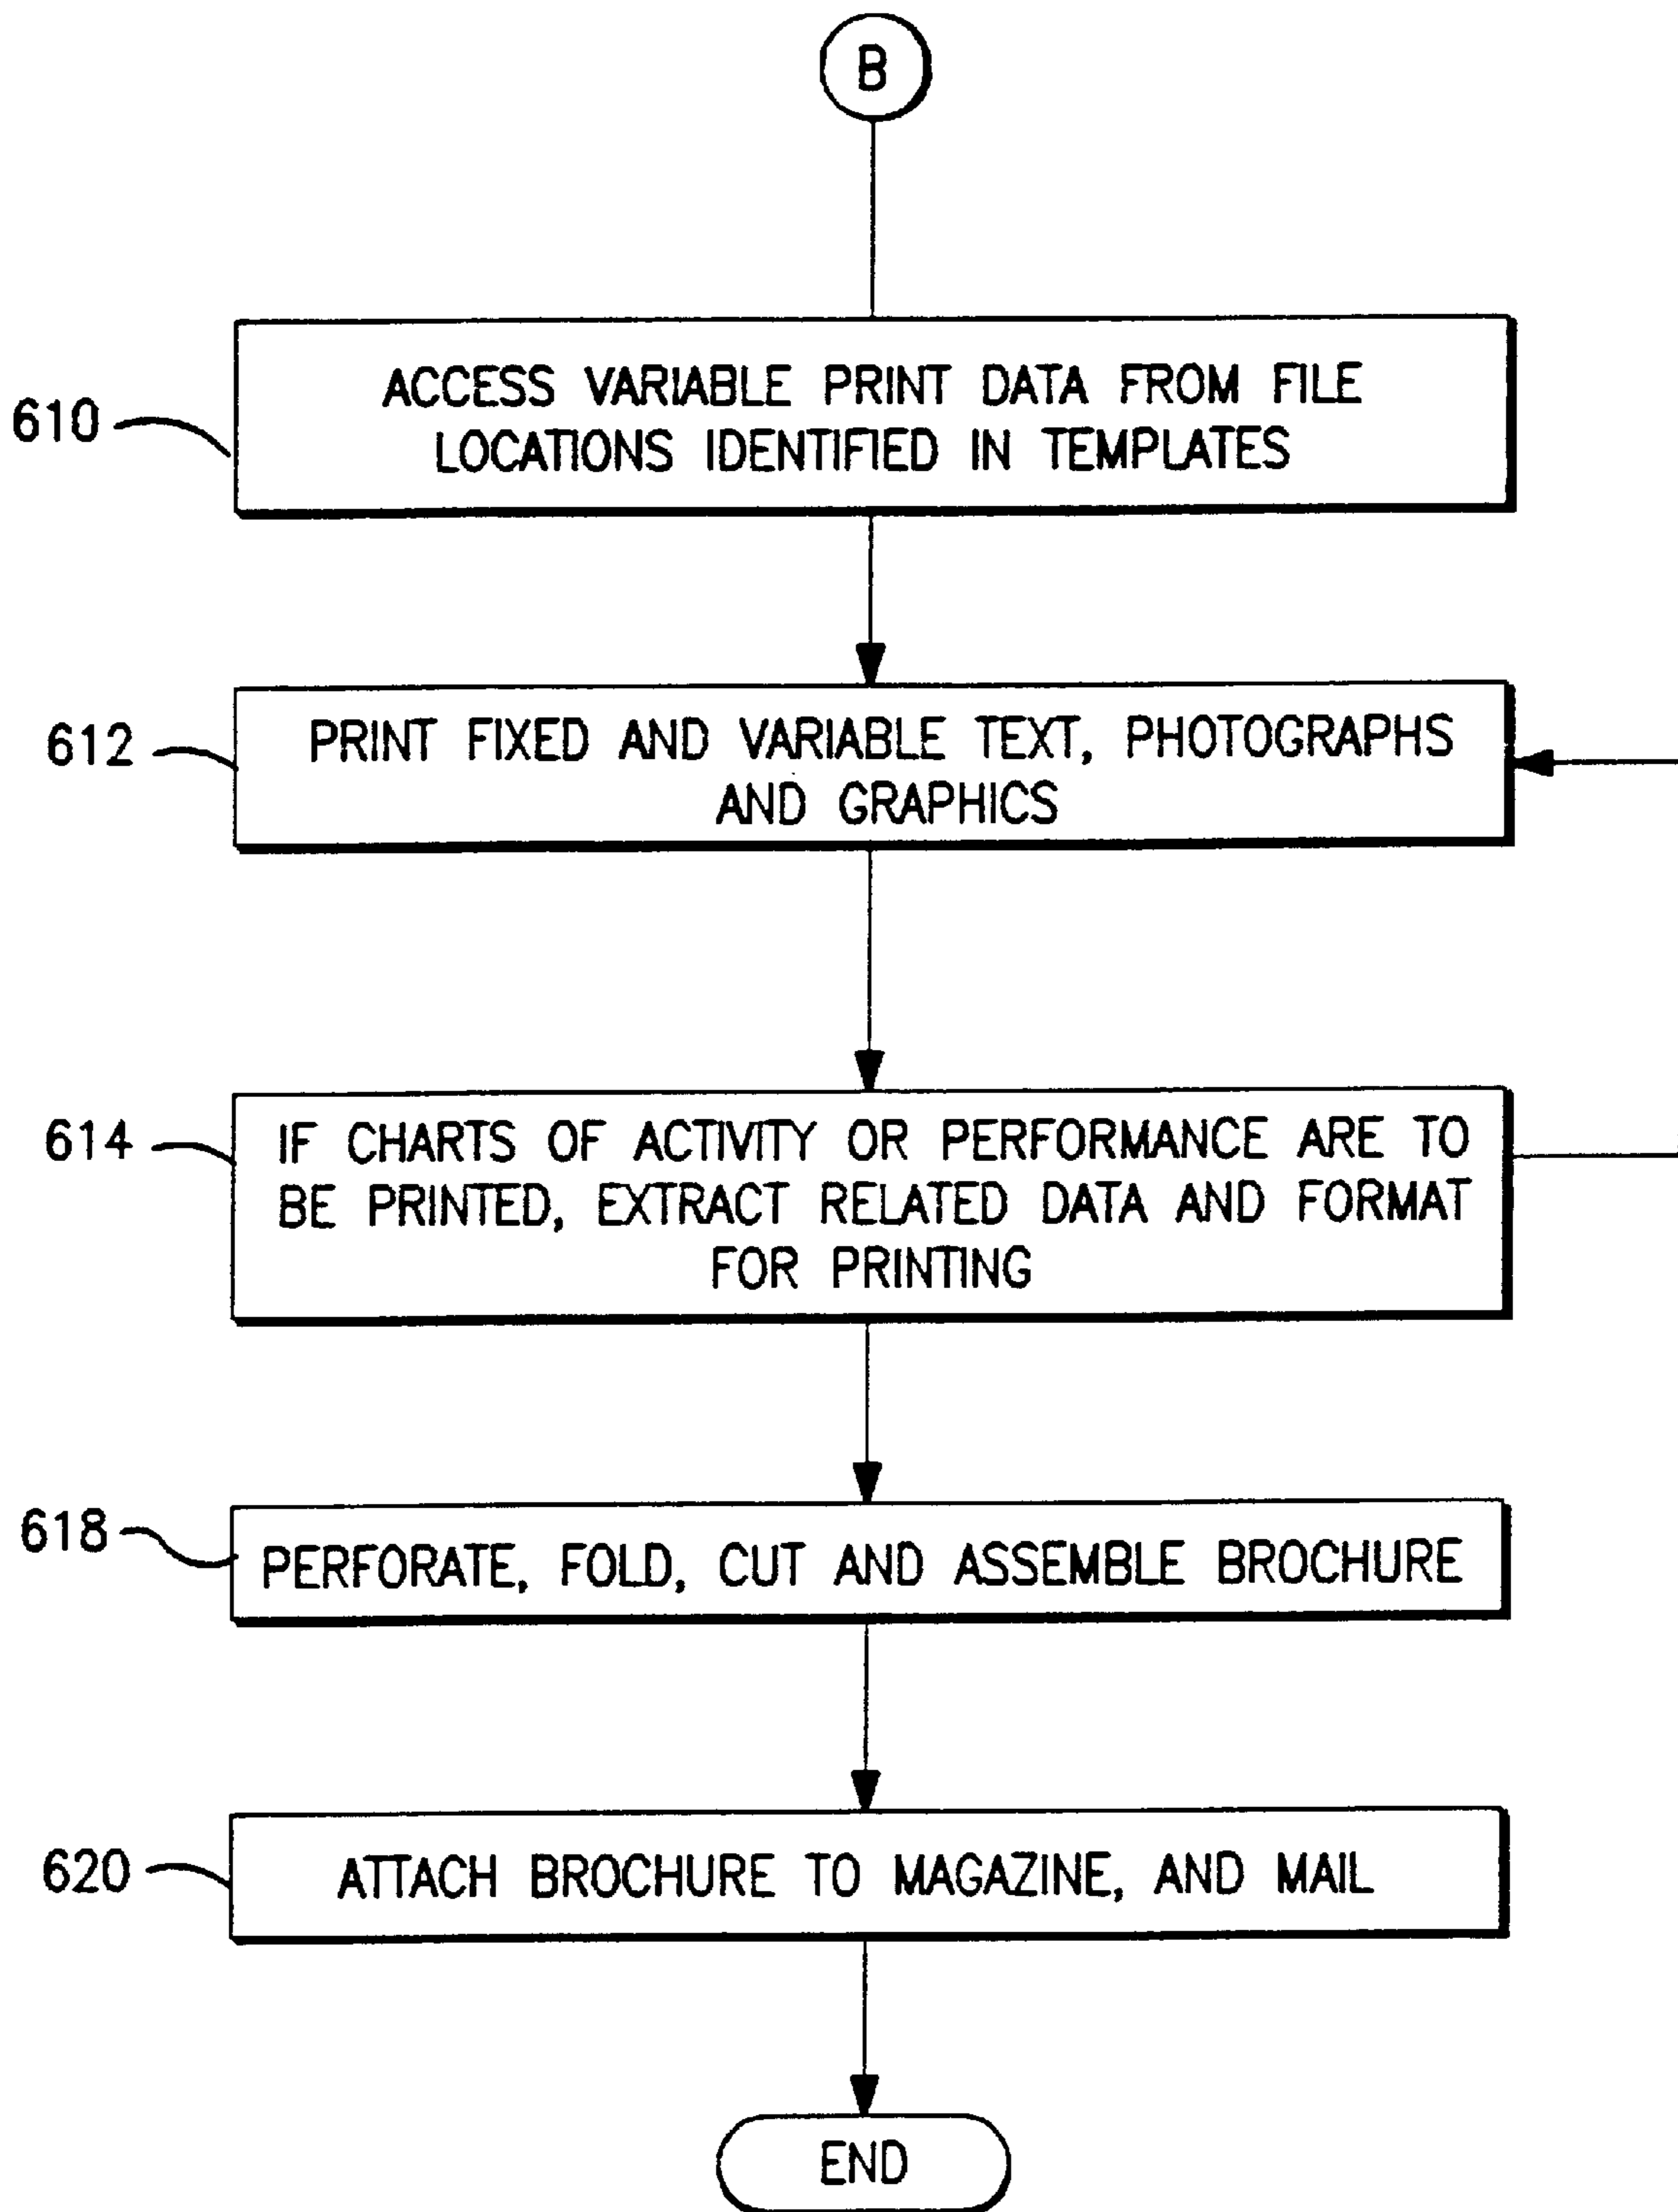 B
610
ACCESS VARIABLE PRINT DATA FROM FILE
LOCATIONS IDENTIFIED IN TEMPLATES
612
PRINT FIXED AND VARIABLE TEXT, PHOTOGRAPHS
AND GRAPHICS
614
IF CHARTS OF ACTIVITY OR PERFORMANCE ARE TO
BE PRINTED, EXTRACT RELATED DATA AND FORMAT
FOR PRINTING
618
PERFORATE, FOLD, CUT AND ASSEMBLE BROCHURE
620
ATTACH BROCHURE TO MAGAZINE, AND MAIL
END